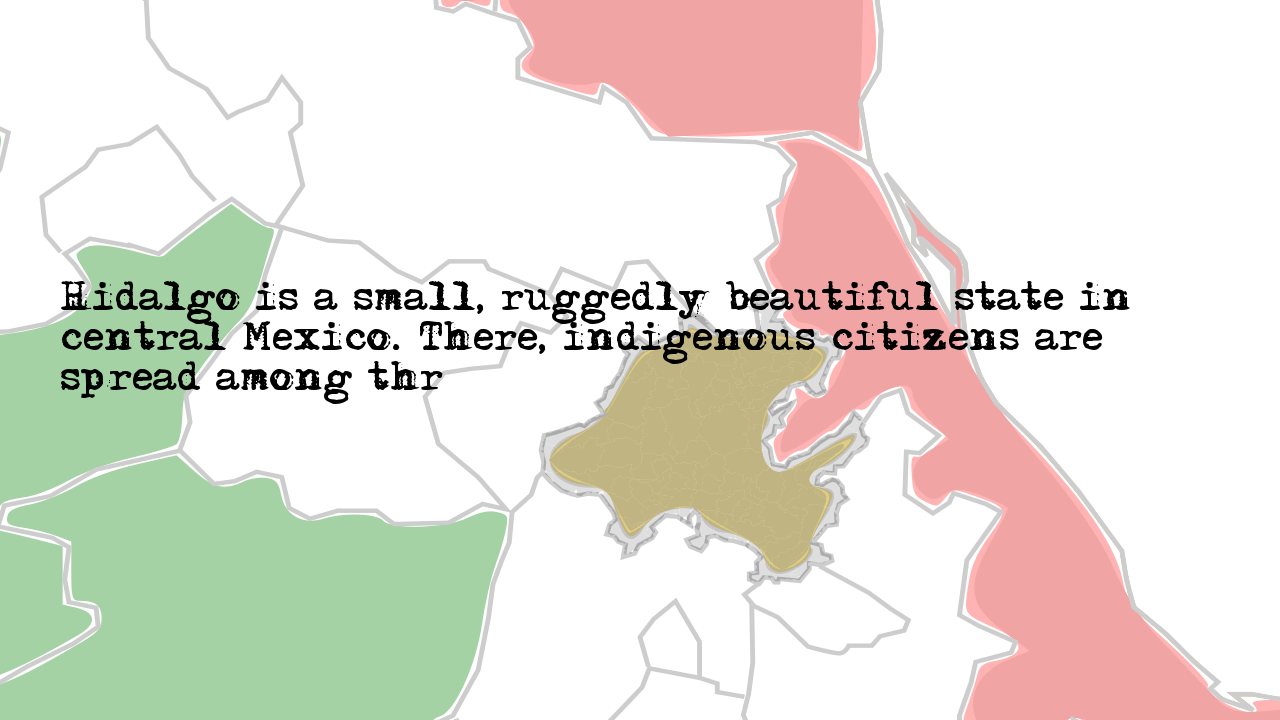 Hidalgo is a small, ruggedly beautiful state in
central Mexico. There, indigenous citizens are
spread among thr